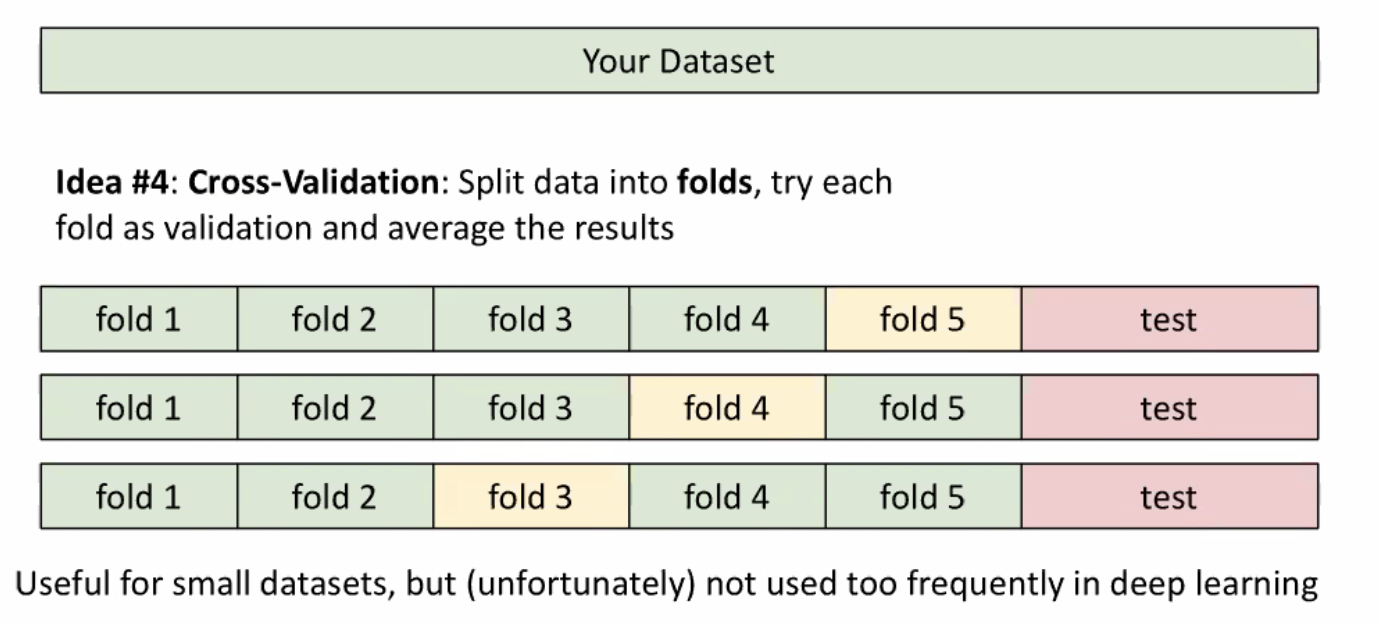 Your Dataset
Idea #4: Cross-Validation: Split data into folds, try each
fold as validation and average the results
fold 1 fold 2 fold 3 fold 4 fold 5 test
fold 1 fold 2 fold 3 fold 4 fold 5 test
fold 1 fold 2 fold 3 fold 4 fold 5 test
Useful for small datasets, but (unfortunately) not used too frequently in deep learning